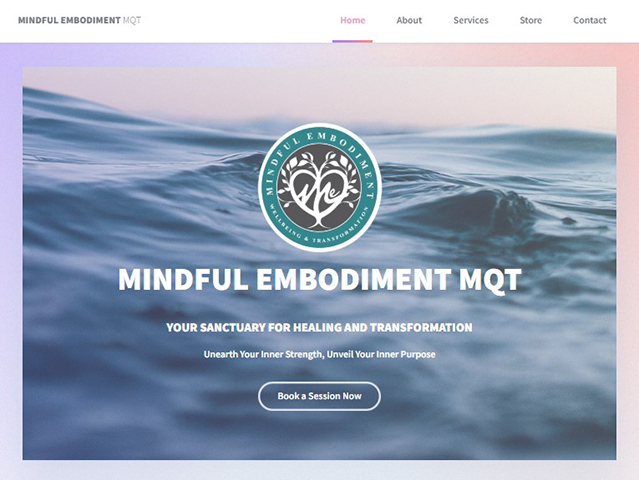 MINDFUL EMBODIMENT MQT
Home
About
Services
Store
Contact
MINDFUL EMBODIMENT
Me
WELLBEING & TRANSFORMATION
MINDFUL EMBODIMENT MQT
YOUR SANCTUARY FOR HEALING AND TRANSFORMATION
Unearth Your Inner Strength, Unveil Your Inner Purpose
Book a Session Now